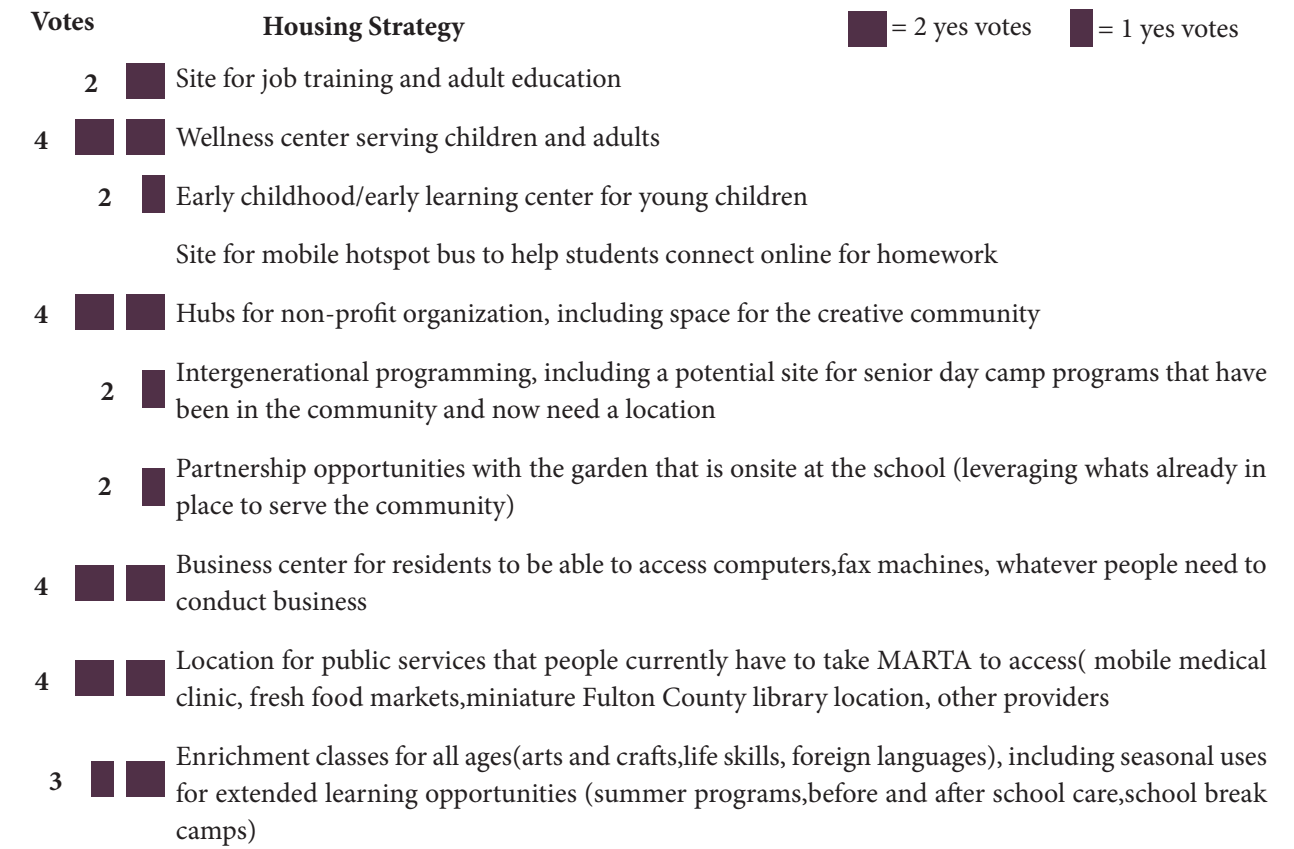 Votes
Housing Strategy
= 2 yes votes
= 1 yes votes
2 Site for job training and adult education
4 Wellness center serving children and adults
2 Early childhood/early learning center for young children
Site for mobile hotspot bus to help students connect online for homework
4 Hubs for non-profit organization, including space for the creative community
2 Intergenerational programming, including a potential site for senior day camp programs that have
been in the community and now need a location
2 Partnership opportunities with the garden that is onsite at the school (leveraging whats already in
place to serve the community)
4 Business center for residents to be able to access computers,fax machines, whatever people need to
conduct business
4 Location for public services that people currently have to take MARTA to access( mobile medical
clinic, fresh food markets,miniature Fulton County library location, other providers
3 Enrichment classes for all ages(arts and crafts,life skills, foreign languages), including seasonal uses
for extended learning opportunities (summer programs,before and after school care,school break
camps)